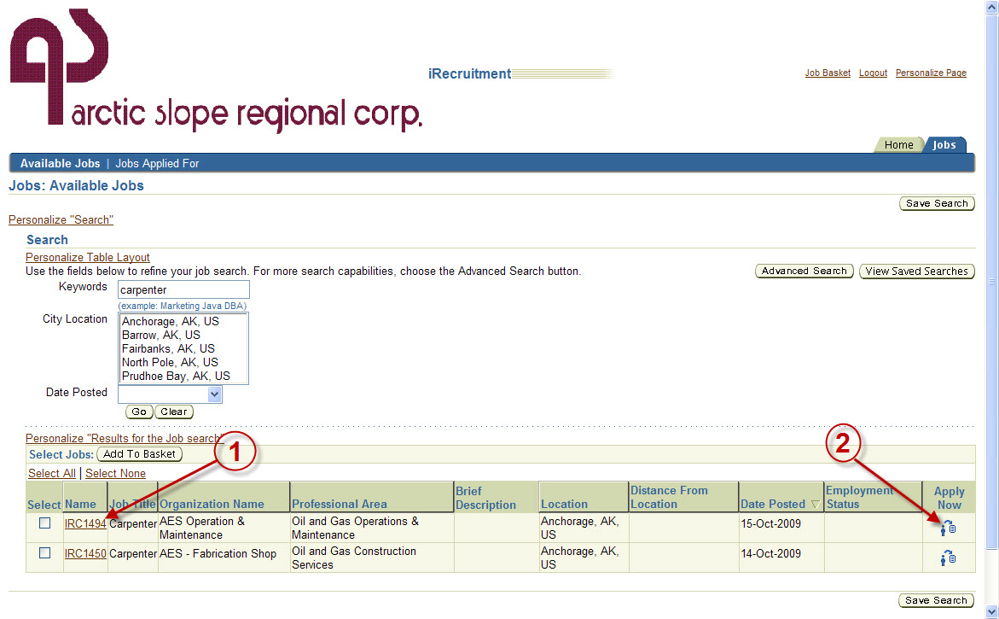 arctic slope regional corp.
iRecruitment
Job Basket Logout Personalize Page
Home Jobs
Available Jobs | Jobs Applied For
Jobs: Available Jobs
Save Search
Personalize "Search"
Search
Personalize Table Layout
Use the fields below to refine your job search. For more search capabilities, choose the Advanced Search button.
Advanced Search View Saved Searches
Keywords carpenter
(example: Marketing Java DBA)
City Location
Anchorage, AK, US
Barrow, AK, US
Fairbanks, AK, US
North Pole, AK, US
Prudhoe Bay, AK, US
Date Posted
Go Clear
Personalize "Results for the Job search"
1
2
Select Jobs: Add To Basket
Select All | Select None
Select Name Job Title Organization Name Professional Area Brief Description Location Distance From Location Date Posted Employment Status Apply Now
IRC1494 Carpenter AES Operation & Maintenance Oil and Gas Operations & Maintenance Anchorage, AK, US 15-Oct-2009
IRC1450 Carpenter AES - Fabrication Shop Oil and Gas Construction Services Anchorage, AK, US 14-Oct-2009
Save Search